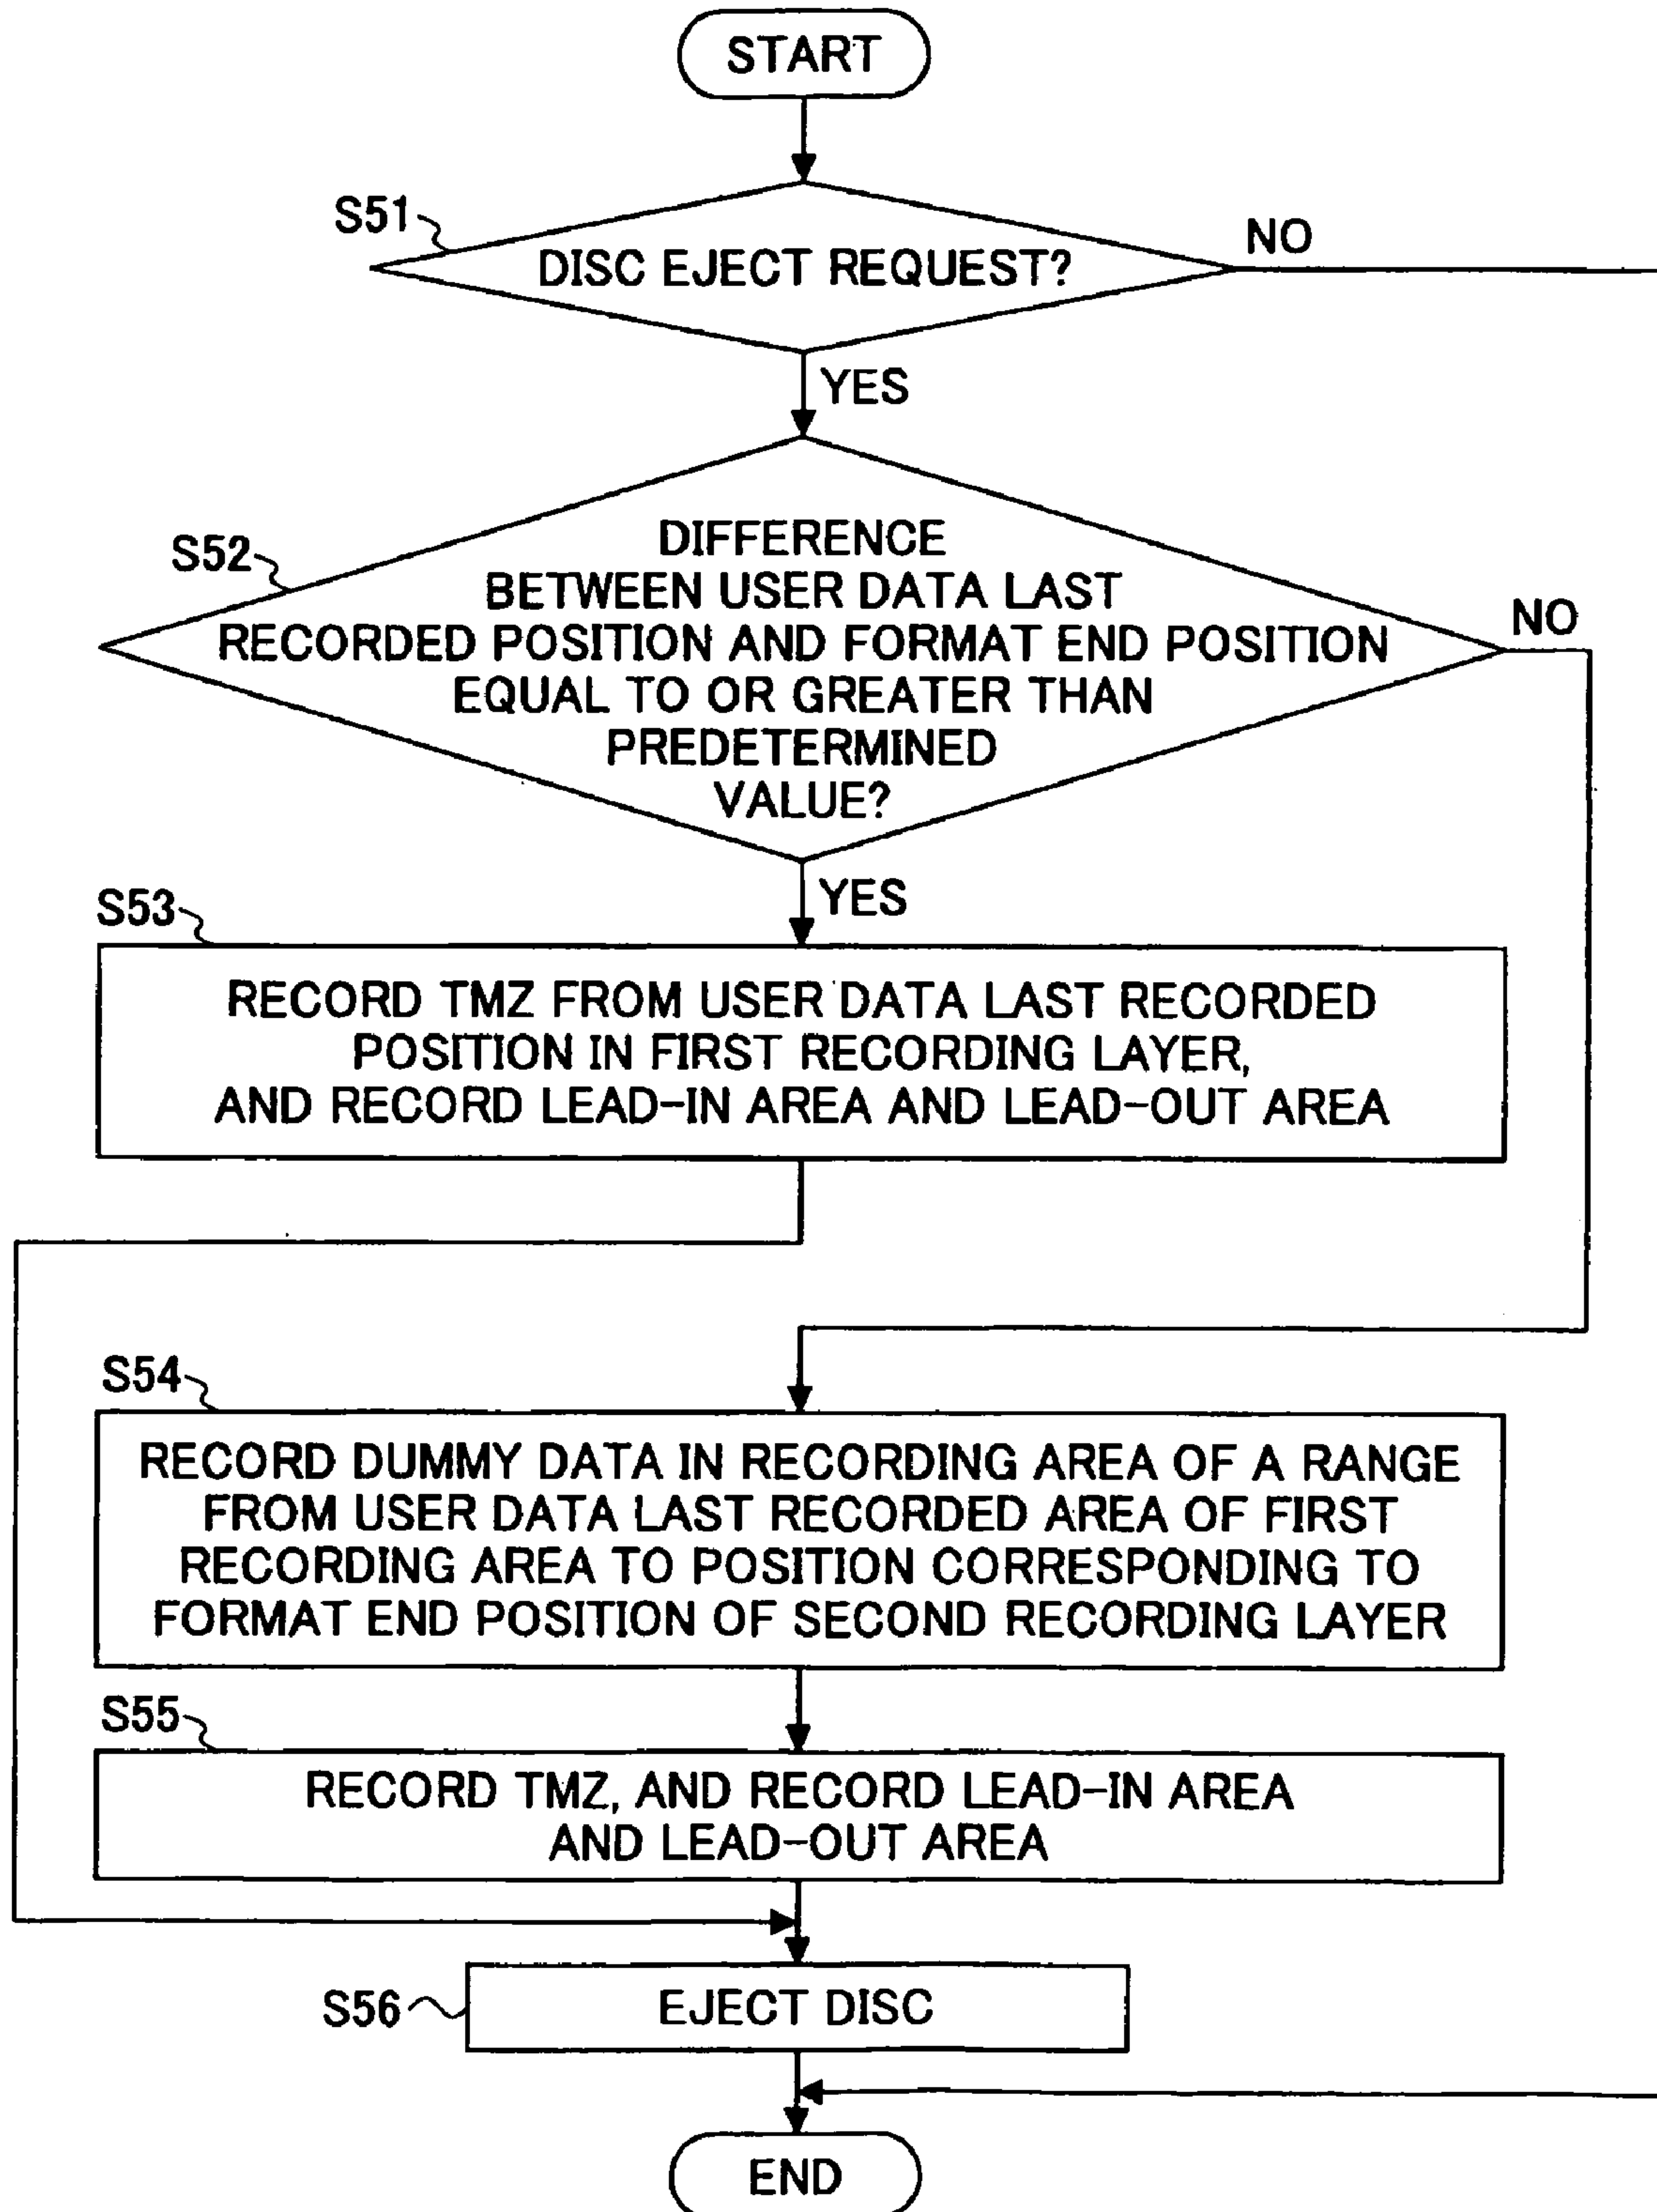 START
S51
DISC EJECT REQUEST?
NO
YES
S52
DIFFERENCE
BETWEEN USER DATA LAST
RECORDED POSITION AND FORMAT END POSITION
EQUAL TO OR GREATER THAN
PREDETERMINED
VALUE?
NO
YES
S53
RECORD TMZ FROM USER DATA LAST RECORDED
POSITION IN FIRST RECORDING LAYER,
AND RECORD LEAD-IN AREA AND LEAD-OUT AREA
S54
RECORD DUMMY DATA IN RECORDING AREA OF A RANGE
FROM USER DATA LAST RECORDED AREA OF FIRST
RECORDING AREA TO POSITION CORRESPONDING TO
FORMAT END POSITION OF SECOND RECORDING LAYER
S55
RECORD TMZ, AND RECORD LEAD-IN AREA
AND LEAD-OUT AREA
S56
EJECT DISC
END